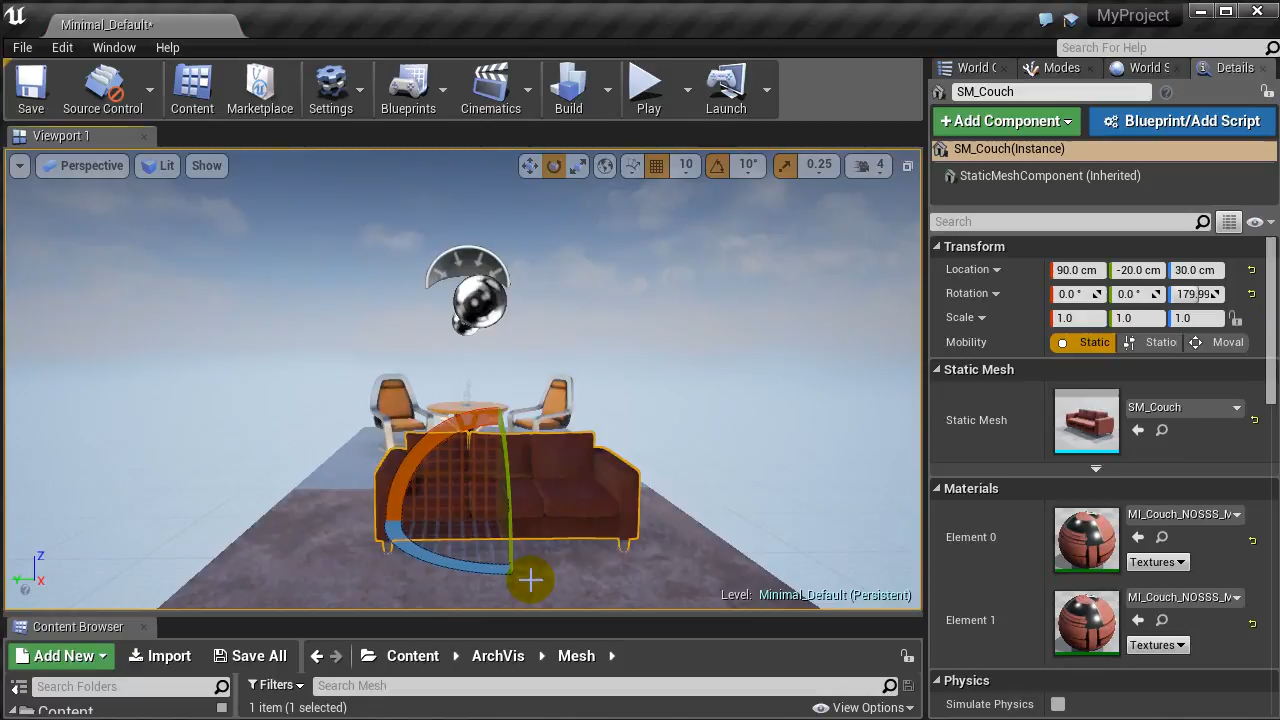 Minimal_Default*
MyProject
File Edit Window Help
Search For Help
Save Source Control Content Marketplace Settings Blueprints Cinematics Build Play Launch
World Modes World S Details
SM_Couch
Add Component Blueprint/Add Script
SM_Couch(Instance)
StaticMeshComponent (Inherited)
Search
Viewport 1
Perspective Lit Show 10 10° 0.25 4
Transform
Location 90.0 cm -20.0 cm 30.0 cm
Rotation 0.0 ° 0.0 ° 179.99
Scale 1.0 1.0 1.0
Mobility Static Statio Moval
Static Mesh
Static Mesh SM_Couch
Materials
Element 0 MI_Couch_NOSSS_M
Textures
Element 1 MI_Couch_NOSSS_M
Textures
Physics
Simulate Physics
Z
Y X
Level: Minimal_Default (Persistent)
Content Browser
Add New Import Save All Content ArchVis Mesh
Search Folders Filters Search Mesh
Content
1 item (1 selected) View Options